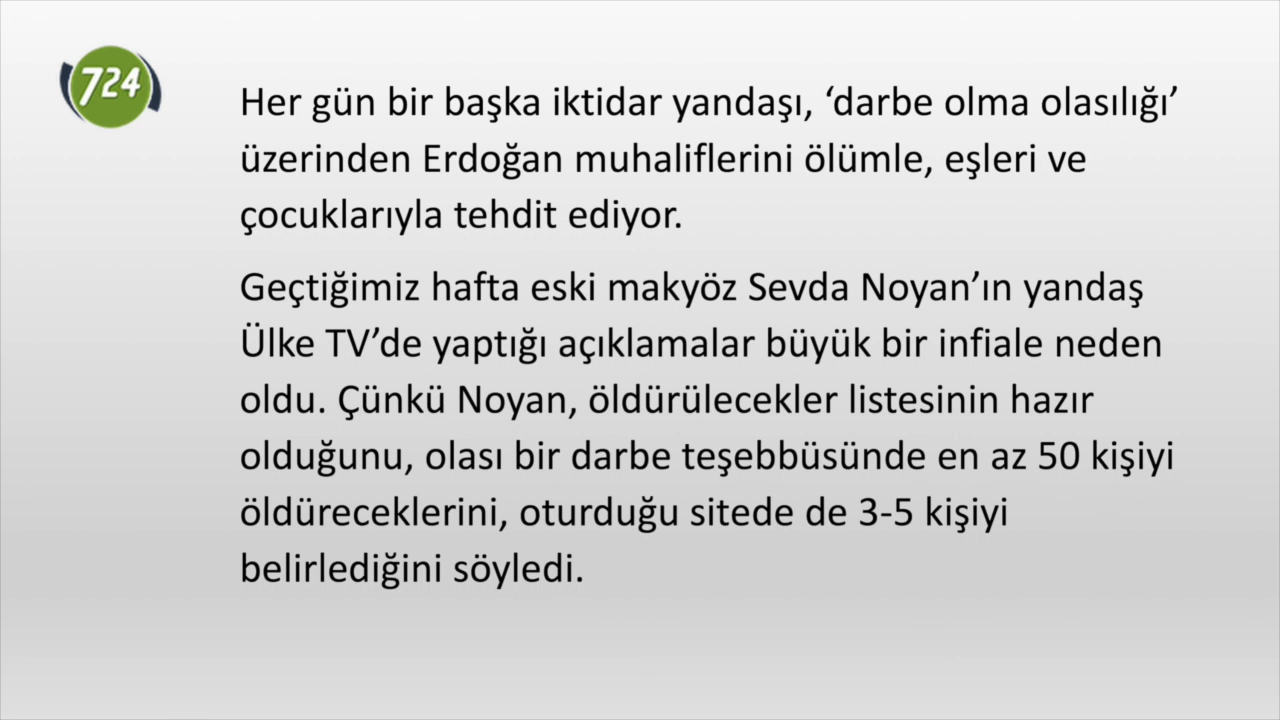 724
Her gün bir başka iktidar yandaşı, ‘darbe olma olasılığı’
üzerinden Erdoğan muhaliflerini ölümle, eşleri ve
çocuklarıyla tehdit ediyor.
Geçtiğimiz hafta eski makyöz Sevda Noyan’ın yandaş
Ülke TV’de yaptığı açıklamalar büyük bir infiale neden
oldu. Çünkü Noyan, öldürülecekler listesinin hazır
olduğunu, olası bir darbe teşebbüsünde en az 50 kişiyi
öldüreceklerini, oturduğu sitede de 3-5 kişiyi
belirlediğini söyledi.